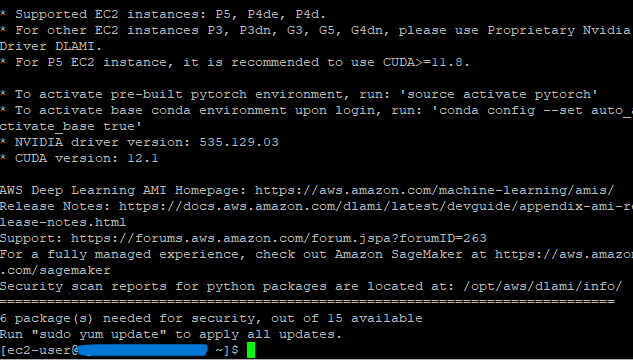 * Supported EC2 instances: P5, P4de, P4d.
* For other EC2 instances P3, P3dn, G3, G5, G4dn, please use Proprietary Nvidia
Driver DLAMI.
* For P5 EC2 instance, it is recommended to use CUDA>=11.8.
* To activate pre-built pytorch environment, run: 'source activate pytorch'
* To activate base conda environment upon login, run: 'conda config --set auto_a
ctivate_base true'
* NVIDIA driver version: 535.129.03
* CUDA version: 12.1
AWS Deep Learning AMI Homepage: https://aws.amazon.com/machine-learning/amis/
Release Notes: https://docs.aws.amazon.com/dlami/latest/devguide/appendix-ami-re
lease-notes.html
Support: https://forums.aws.amazon.com/forum.jspa?forumID=263
For a fully managed experience, check out Amazon SageMaker at https://aws.amazon
.com/sagemaker
Security scan reports for python packages are located at: /opt/aws/dlami/info/
=============================================================================
6 package(s) needed for security, out of 15 available
Run "sudo yum update" to apply all updates.
[ec2-user@ ~]$